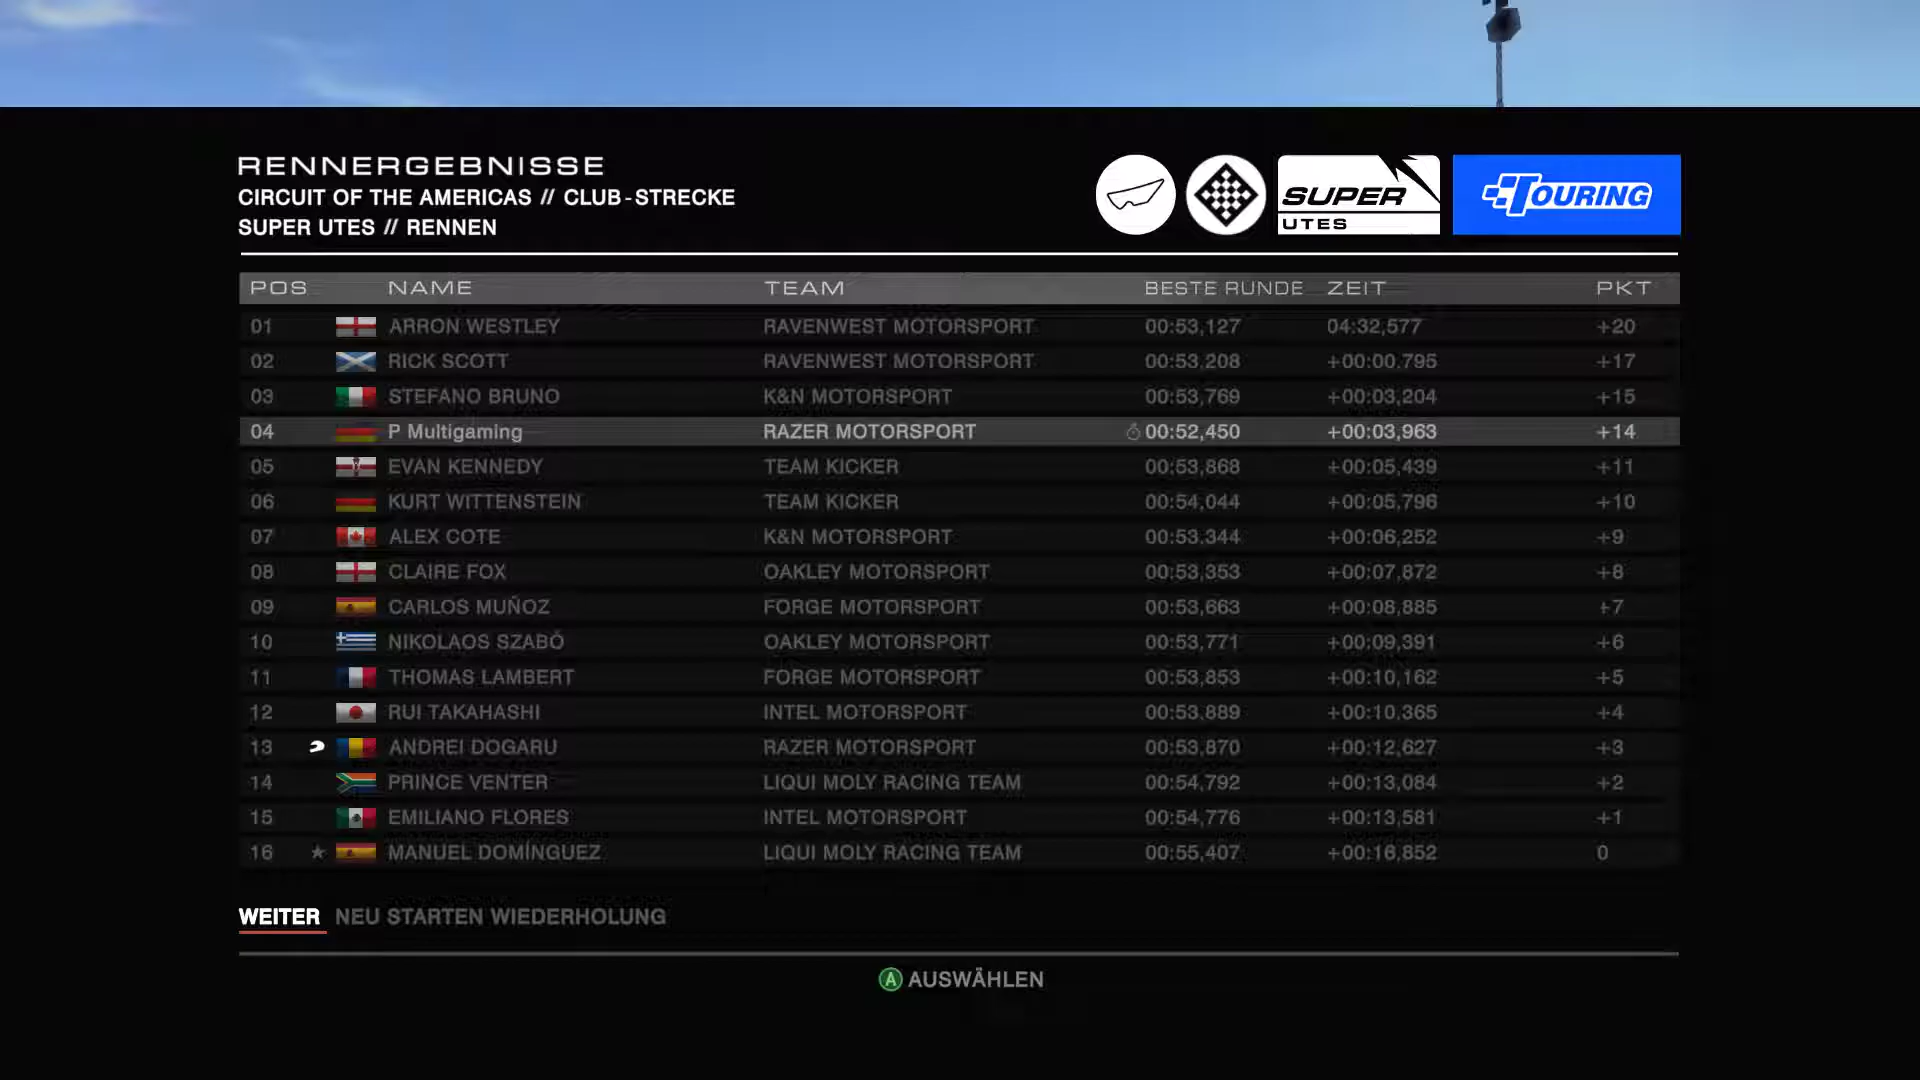 RENNERGEBNISSE
CIRCUIT OF THE AMERICAS // CLUB-STRECKE
SUPER UTES // RENNEN
SUPER UTES
TOURING
POS NAME TEAM BESTE RUNDE ZEIT PKT
01 ARRON WESTLEY RAVENWEST MOTORSPORT 00:53,127 04:32,577 +20
02 RICK SCOTT RAVENWEST MOTORSPORT 00:53,208 +00:00,795 +17
03 STEFANO BRUNO K&N MOTORSPORT 00:53,769 +00:03,204 +15
04 P Multigaming RAZER MOTORSPORT 00:52,450 +00:03,963 +14
05 EVAN KENNEDY TEAM KICKER 00:53,868 +00:05,439 +11
06 KURT WITTENSTEIN TEAM KICKER 00:54,044 +00:05,796 +10
07 ALEX COTE K&N MOTORSPORT 00:53,344 +00:06,252 +9
08 CLAIRE FOX OAKLEY MOTORSPORT 00:53,353 +00:07,872 +8
09 CARLOS MUÑOZ FORGE MOTORSPORT 00:53,663 +00:08,885 +7
10 NIKOLAOS SZABÓ OAKLEY MOTORSPORT 00:53,771 +00:09,391 +6
11 THOMAS LAMBERT FORGE MOTORSPORT 00:53,853 +00:10,162 +5
12 RUI TAKAHASHI INTEL MOTORSPORT 00:53,889 +00:10,365 +4
13 ANDREI DOGARU RAZER MOTORSPORT 00:53,870 +00:12,627 +3
14 PRINCE VENTER LIQUI MOLY RACING TEAM 00:54,792 +00:13,084 +2
15 EMILIANO FLORES INTEL MOTORSPORT 00:54,776 +00:13,581 +1
16 MANUEL DOMÍNGUEZ LIQUI MOLY RACING TEAM 00:55,407 +00:16,852 0
WEITER NEU STARTEN WIEDERHOLUNG
A AUSWÄHLEN